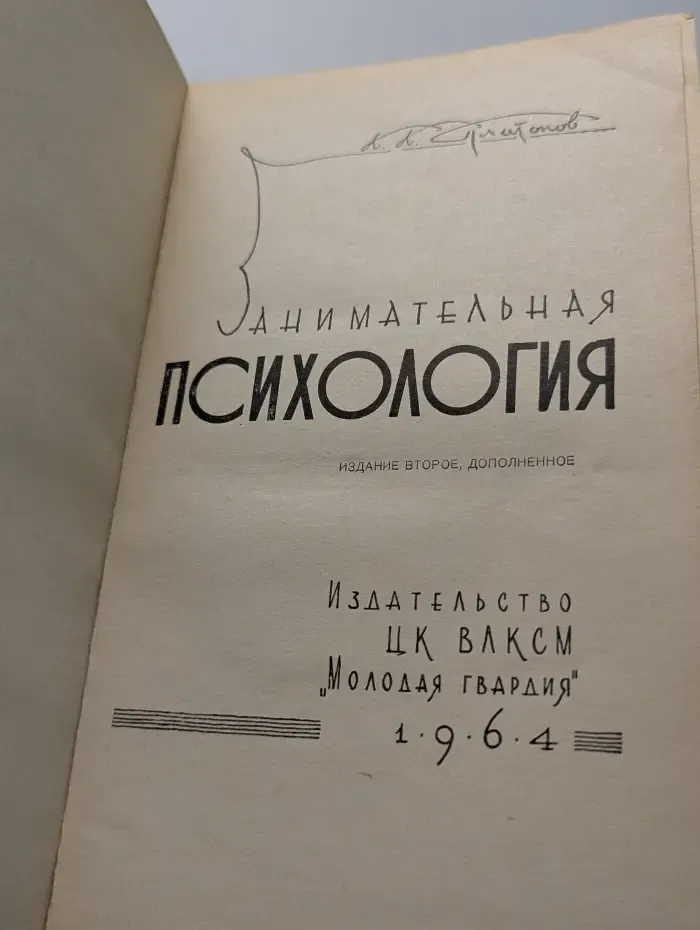 К. К. Платонов
ЗАНИМАТЕЛЬНАЯ
ПСИХОЛОГИЯ
ИЗДАНИЕ ВТОРОЕ, ДОПОЛНЕННОЕ
ИЗДАТЕЛЬСТВО
ЦК ВЛКСМ
„МОЛОДАЯ ГВАРДИЯ"
1·9·6·4